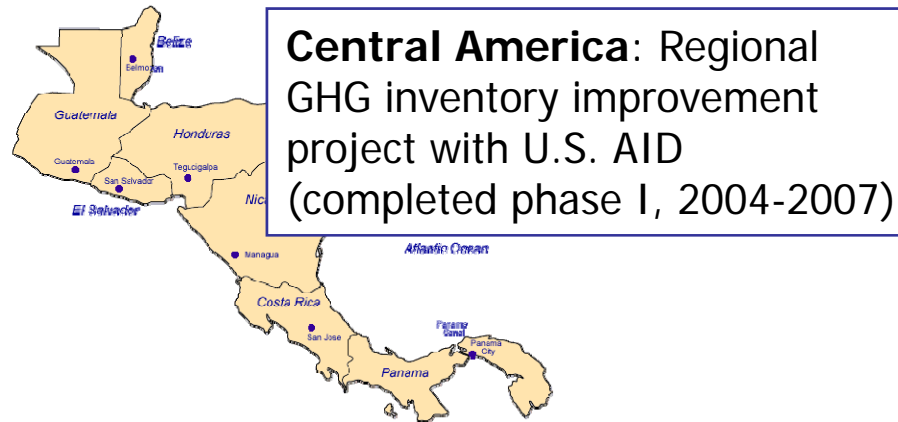 Central America: Regional
GHG inventory improvement
project with U.S. AID
(completed phase I, 2004-2007)
Belize
Guatemala
Honduras
Guatemala
Tegucigalpa
San Salvador
El Salvador
Nic
Managua
Atlantic Ocean
Costa Rica
San Jose
Panama
Canal
Panama
City
Panama